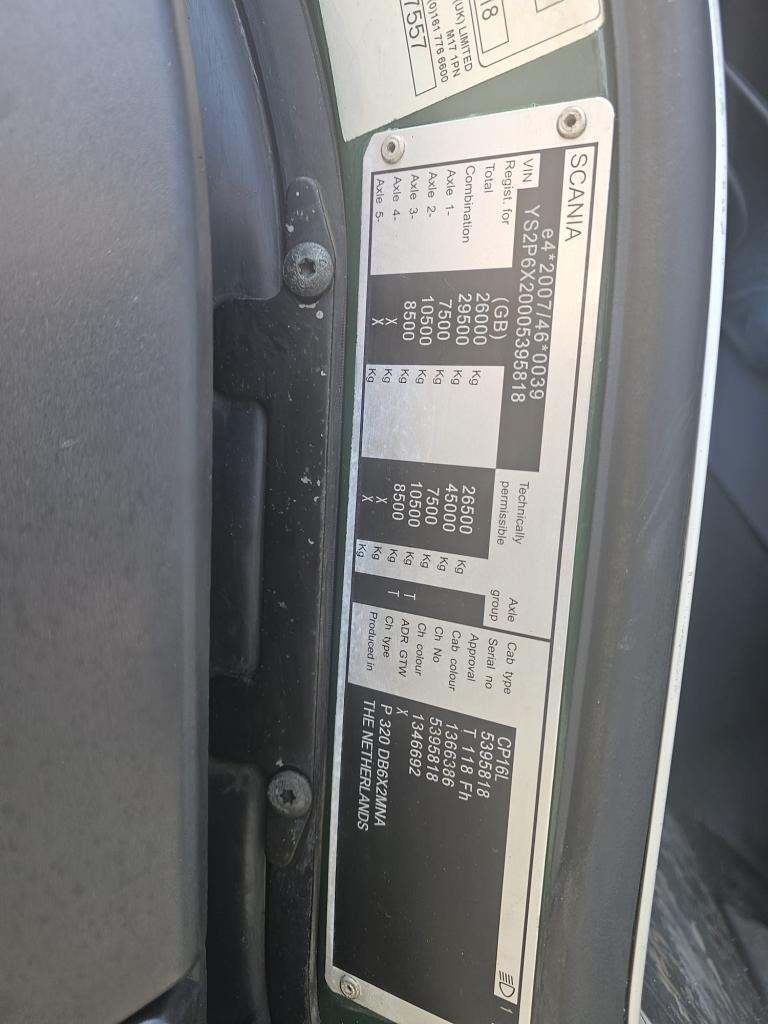 18
(UK) LIMITED
M17 1PN
(0)161 776 6600
7557
SCANIA
e4*2007/46*0039
VIN YS2P6X20005395818
Regist. for (GB) Technically permissible Axle group
Total 26000 Kg 26500 Kg
Combination 29500 Kg 45000 Kg
Axle 1- 7500 Kg 7500 Kg
Axle 2- 10500 Kg 10500 Kg T
Axle 3- 8500 Kg 8500 Kg T
Axle 4- X Kg X Kg
Axle 5- X Kg X Kg
Cab type CP16L
Serial no 5395818
Approval T 118 Fh
Cab colour 1366386
Ch No 5395818
Ch colour 1346692
ADR GTW X
Ch type P 320 DB6X2MNA
Produced in THE NETHERLANDS
1